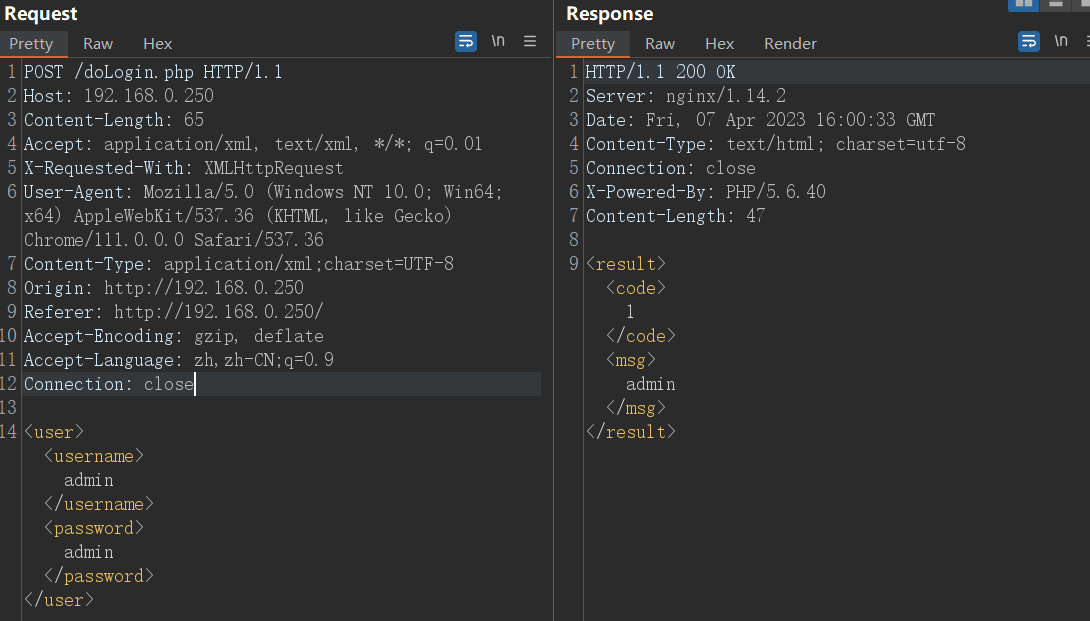 Request
Pretty Raw Hex \n
1 POST /doLogin.php HTTP/1.1
2 Host: 192.168.0.250
3 Content-Length: 65
4 Accept: application/xml, text/xml, */*; q=0.01
5 X-Requested-With: XMLHttpRequest
6 User-Agent: Mozilla/5.0 (Windows NT 10.0; Win64;
x64) AppleWebKit/537.36 (KHTML, like Gecko)
Chrome/111.0.0.0 Safari/537.36
7 Content-Type: application/xml;charset=UTF-8
8 Origin: http://192.168.0.250
9 Referer: http://192.168.0.250/
10 Accept-Encoding: gzip, deflate
11 Accept-Language: zh,zh-CN;q=0.9
12 Connection: close
13
14 <user>
<username>
admin
</username>
<password>
admin
</password>
</user>
Response
Pretty Raw Hex Render \n
1 HTTP/1.1 200 OK
2 Server: nginx/1.14.2
3 Date: Fri, 07 Apr 2023 16:00:33 GMT
4 Content-Type: text/html; charset=utf-8
5 Connection: close
6 X-Powered-By: PHP/5.6.40
7 Content-Length: 47
8
9 <result>
<code>
1
</code>
<msg>
admin
</msg>
</result>